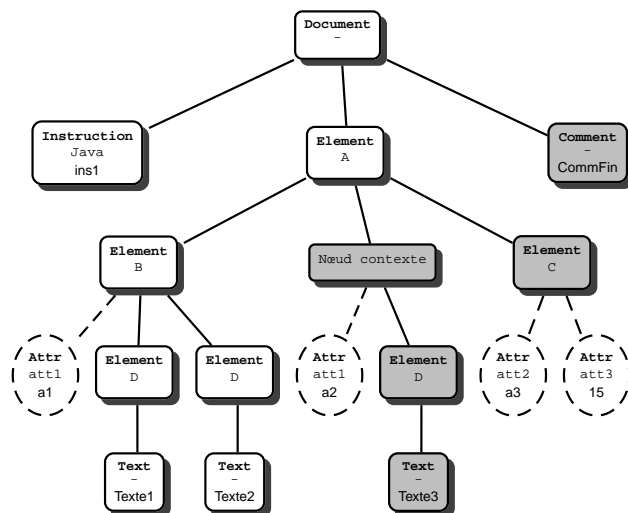 Document
-
Instruction
Java
ins1
Element
A
Comment
-
CommFin
Element
B
Nœud contexte
Element
C
Attr
att1
a1
Element
D
Element
D
Attr
att1
a2
Element
D
Attr
att2
a3
Attr
att3
15
Text
-
Texte1
Text
-
Texte2
Text
-
Texte3